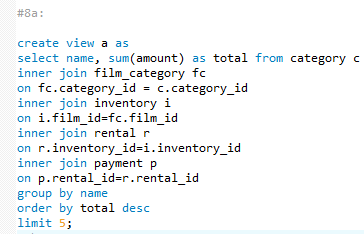 #8a:
create view a as
select name, sum(amount) as total from category c
inner join film_category fc
on fc.category_id = c.category_id
inner join inventory i
on i.film_id=fc.film_id
inner join rental r
on r.inventory_id=i.inventory_id
inner join payment p
on p.rental_id=r.rental_id
group by name
order by total desc
limit 5;